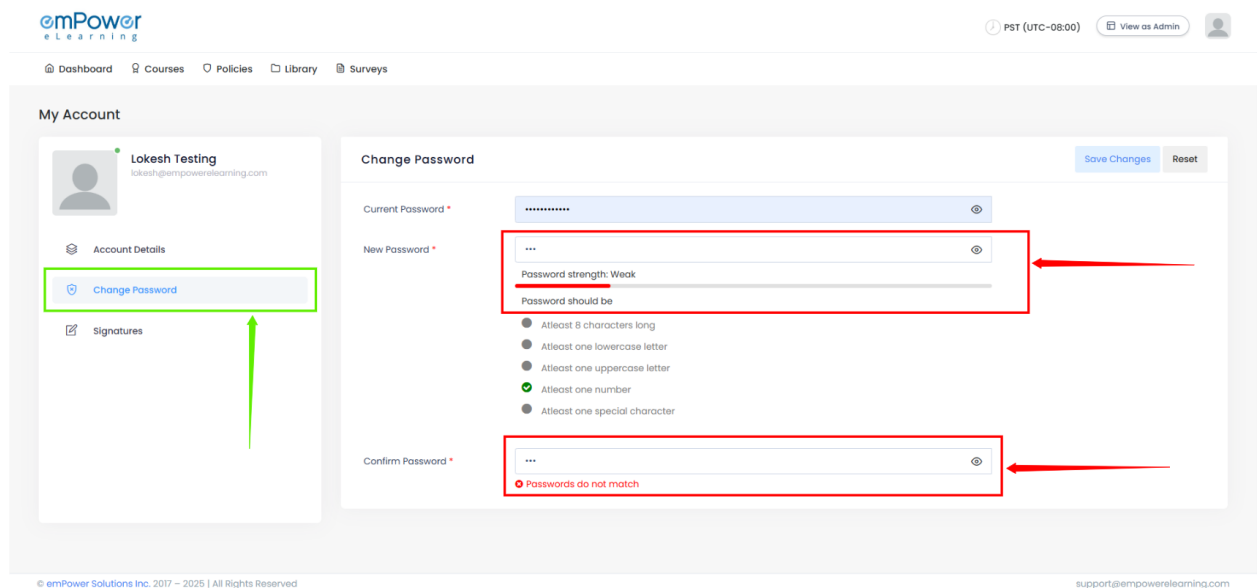 emPower
eLearning
PST (UTC-08:00)
View as Admin
Dashboard Courses Policies Library Surveys
My Account
Lokesh Testing
lokesh@empowerelearning.com
Account Details
Change Password
Signatures
Change Password
Save Changes Reset
Current Password *
New Password *
Password strength: Weak
Password should be
Atleast 8 characters long
Atleast one lowercase letter
Atleast one uppercase letter
Atleast one number
Atleast one special character
Confirm Password *
Passwords do not match
© emPower Solutions Inc. 2017 – 2025 | All Rights Reserved
support@empowerelearning.com